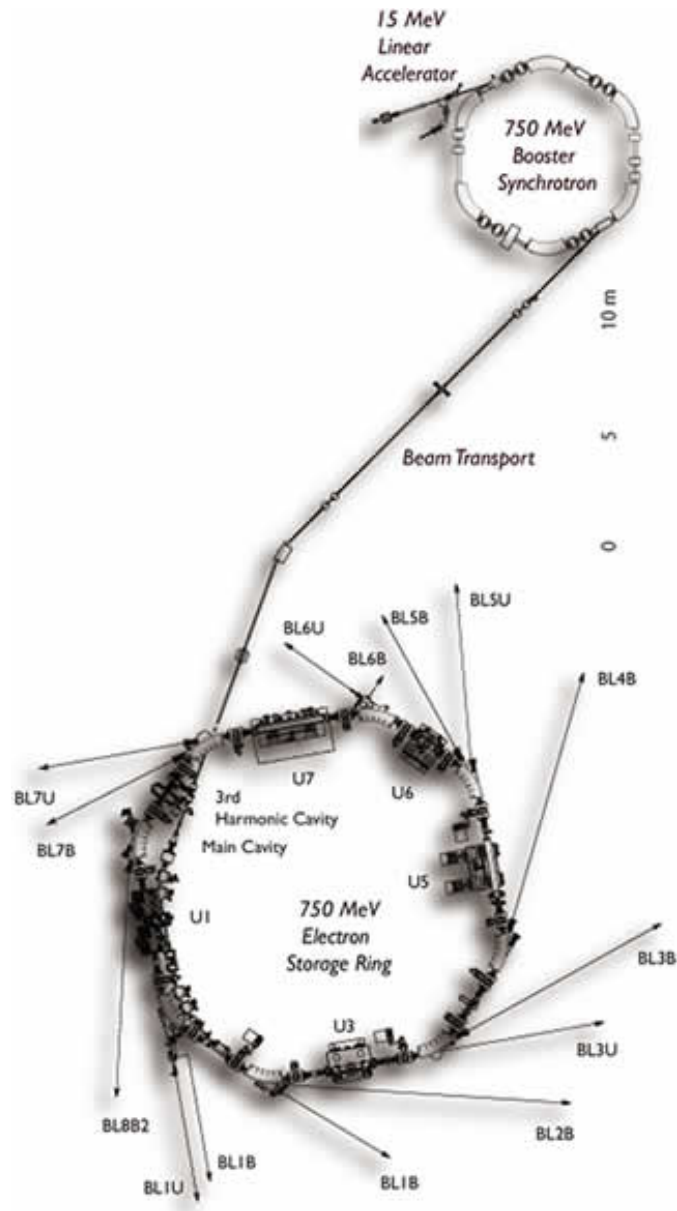 15 MeV
Linear
Accelerator
750 MeV
Booster
Synchrotron
10 m
5
Beam Transport
0
BL6U
BL5B
BL5U
BL6B
BL4B
U7
U6
BL7U
BL7B
3rd
Harmonic Cavity
Main Cavity
U5
U1
750 MeV
Electron
Storage Ring
BL3B
U3
BL3U
BL8B2
BL2B
BL1B
BL1U
BL1B